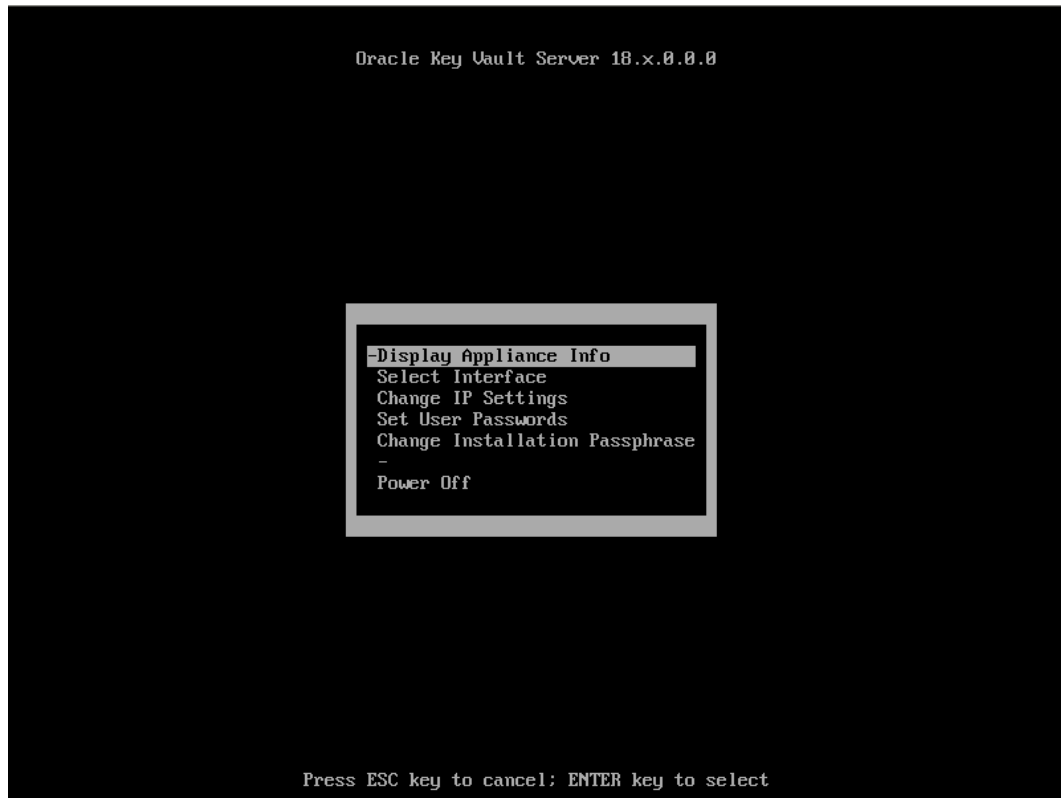 Oracle Key Vault Server 18.x.0.0.0
-Display Appliance Info
Select Interface
Change IP Settings
Set User Passwords
Change Installation Passphrase
-
Power Off
Press ESC key to cancel; ENTER key to select